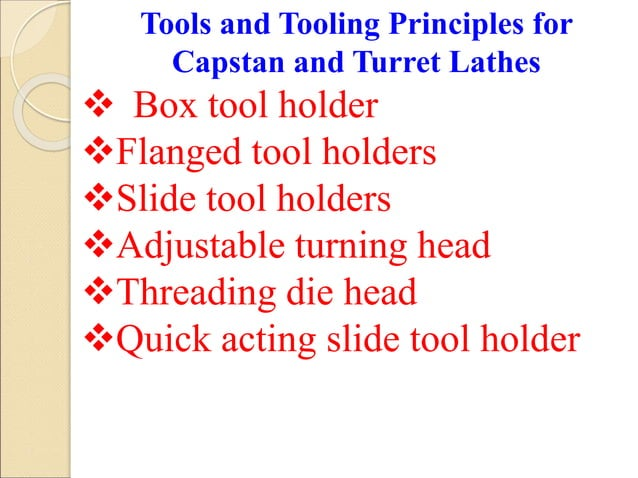 Tools and Tooling Principles for
Capstan and Turret Lathes
❖ Box tool holder
❖Flanged tool holders
❖Slide tool holders
❖Adjustable turning head
❖Threading die head
❖Quick acting slide tool holder